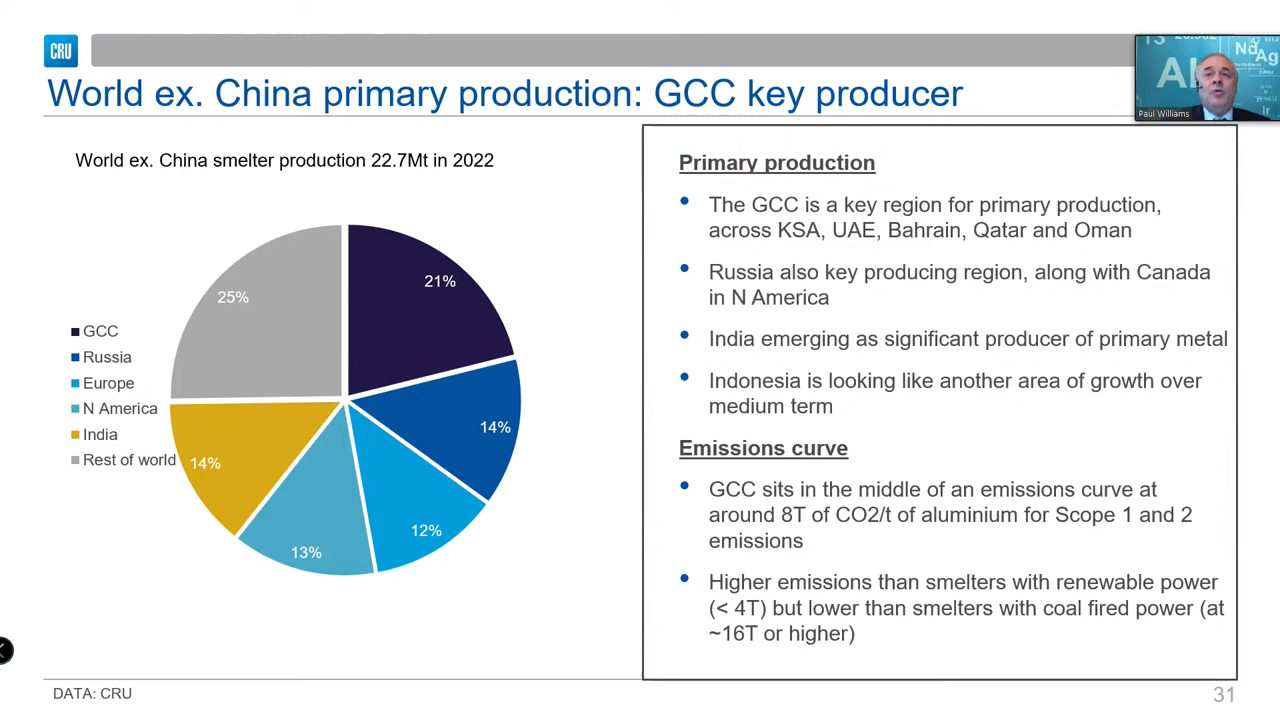 CRU
World ex. China primary production: GCC key producer
Al
Nd
Ag
Ir
Paul Williams
World ex. China smelter production 22.7Mt in 2022
GCC
Russia
Europe
N America
India
Rest of world
21%
14%
12%
13%
14%
25%
Primary production
• The GCC is a key region for primary production,
across KSA, UAE, Bahrain, Qatar and Oman
• Russia also key producing region, along with Canada
in N America
• India emerging as significant producer of primary metal
• Indonesia is looking like another area of growth over
medium term
Emissions curve
• GCC sits in the middle of an emissions curve at
around 8T of CO2/t of aluminium for Scope 1 and 2
emissions
• Higher emissions than smelters with renewable power
(< 4T) but lower than smelters with coal fired power (at
~16T or higher)
DATA: CRU
31